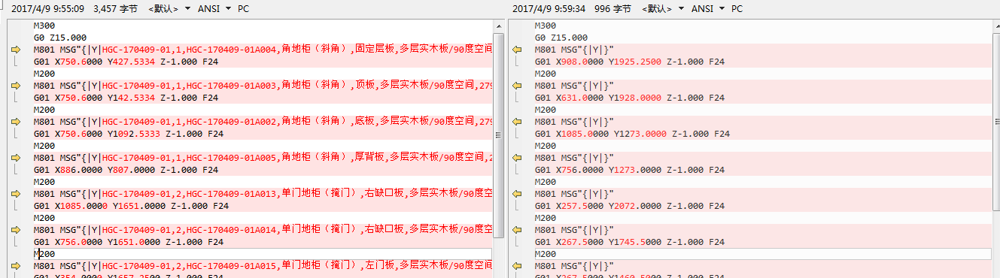 2017/4/9 9:55:09 3,457 字节 <默认> ANSI PC
M300
G0 Z15.000
M801 MSG"{|Y|HGC-170409-01,1,HGC-170409-01A004,角地柜（斜角）,固定层板,多层实木板/90度空间
G01 X750.6000 Y427.5334 Z-1.000 F24
M200
M801 MSG"{|Y|HGC-170409-01,1,HGC-170409-01A003,角地柜（斜角）,顶板,多层实木板/90度空间,279
G01 X750.6000 Y142.5334 Z-1.000 F24
M200
M801 MSG"{|Y|HGC-170409-01,1,HGC-170409-01A002,角地柜（斜角）,底板,多层实木板/90度空间,279
G01 X750.6000 Y1092.5333 Z-1.000 F24
M200
M801 MSG"{|Y|HGC-170409-01,1,HGC-170409-01A005,角地柜（斜角）,厚背板,多层实木板/90度空间,2
G01 X886.0000 Y807.0000 Z-1.000 F24
M200
M801 MSG"{|Y|HGC-170409-01,2,HGC-170409-01A013,单门地柜（掩门）,右缺口板,多层实木板/90度空
G01 X1085.0000 Y1651.0000 Z-1.000 F24
M200
M801 MSG"{|Y|HGC-170409-01,2,HGC-170409-01A014,单门地柜（掩门）,右缺口板,多层实木板/90度空
G01 X756.0000 Y1651.0000 Z-1.000 F24
M200
M801 MSG"{|Y|HGC-170409-01,2,HGC-170409-01A015,单门地柜（掩门）,左门板,多层实木板/90度空间
G01 X354.0000 Y1657.2500 Z-1.000 F24
2017/4/9 9:59:34 996 字节 <默认> ANSI PC
M300
G0 Z15.000
M801 MSG"{|Y|}"
G01 X908.0000 Y1925.2500 Z-1.000 F24
M200
M801 MSG"{|Y|}"
G01 X631.0000 Y1928.0000 Z-1.000 F24
M200
M801 MSG"{|Y|}"
G01 X1085.0000 Y1273.0000 Z-1.000 F24
M200
M801 MSG"{|Y|}"
G01 X756.0000 Y1273.0000 Z-1.000 F24
M200
M801 MSG"{|Y|}"
G01 X257.5000 Y2072.0000 Z-1.000 F24
M200
M801 MSG"{|Y|}"
G01 X267.5000 Y1745.5000 Z-1.000 F24
M200
M801 MSG"{|Y|}"
G01 X267.5000 Y1460.5000 Z-1.000 F24